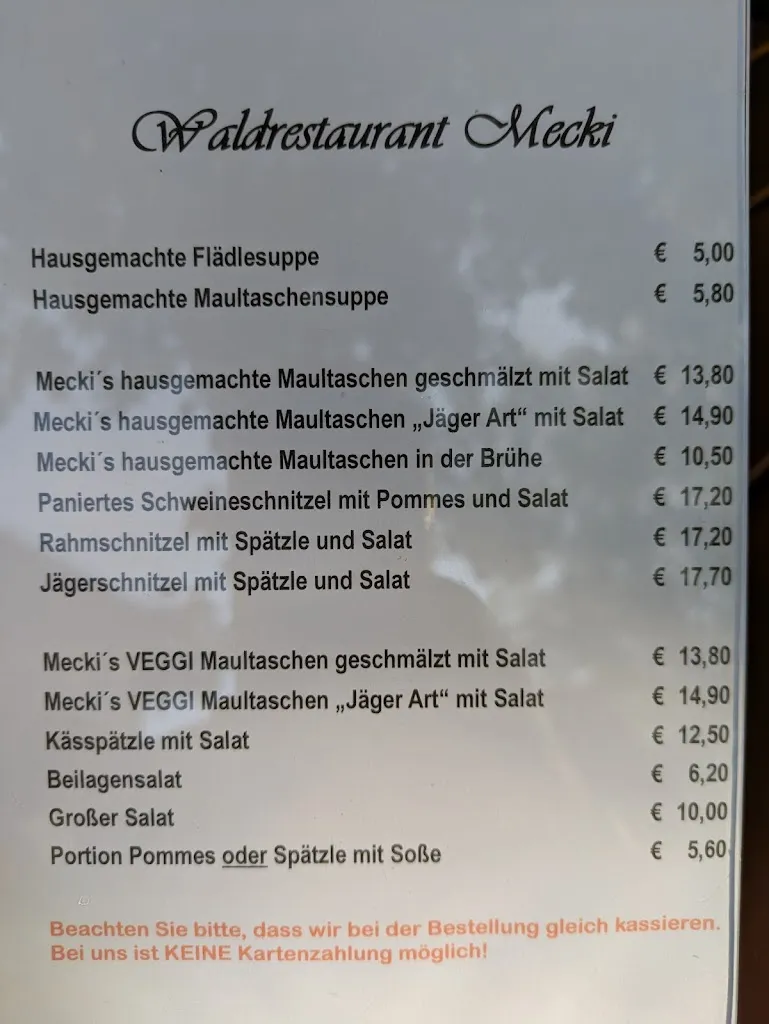 Waldrestaurant Mecki
Hausgemachte Flädlesuppe € 5,00
Hausgemachte Maultaschensuppe € 5,80
Mecki´s hausgemachte Maultaschen geschmälzt mit Salat € 13,80
Mecki´s hausgemachte Maultaschen „Jäger Art“ mit Salat € 14,90
Mecki´s hausgemachte Maultaschen in der Brühe € 10,50
Paniertes Schweineschnitzel mit Pommes und Salat € 17,20
Rahmschnitzel mit Spätzle und Salat € 17,20
Jägerschnitzel mit Spätzle und Salat € 17,70
Mecki´s VEGGI Maultaschen geschmälzt mit Salat € 13,80
Mecki´s VEGGI Maultaschen „Jäger Art“ mit Salat € 14,90
Kässpätzle mit Salat € 12,50
Beilagensalat € 6,20
Großer Salat € 10,00
Portion Pommes oder Spätzle mit Soße € 5,60
Beachten Sie bitte, dass wir bei der Bestellung gleich kassieren.
Bei uns ist KEINE Kartenzahlung möglich!